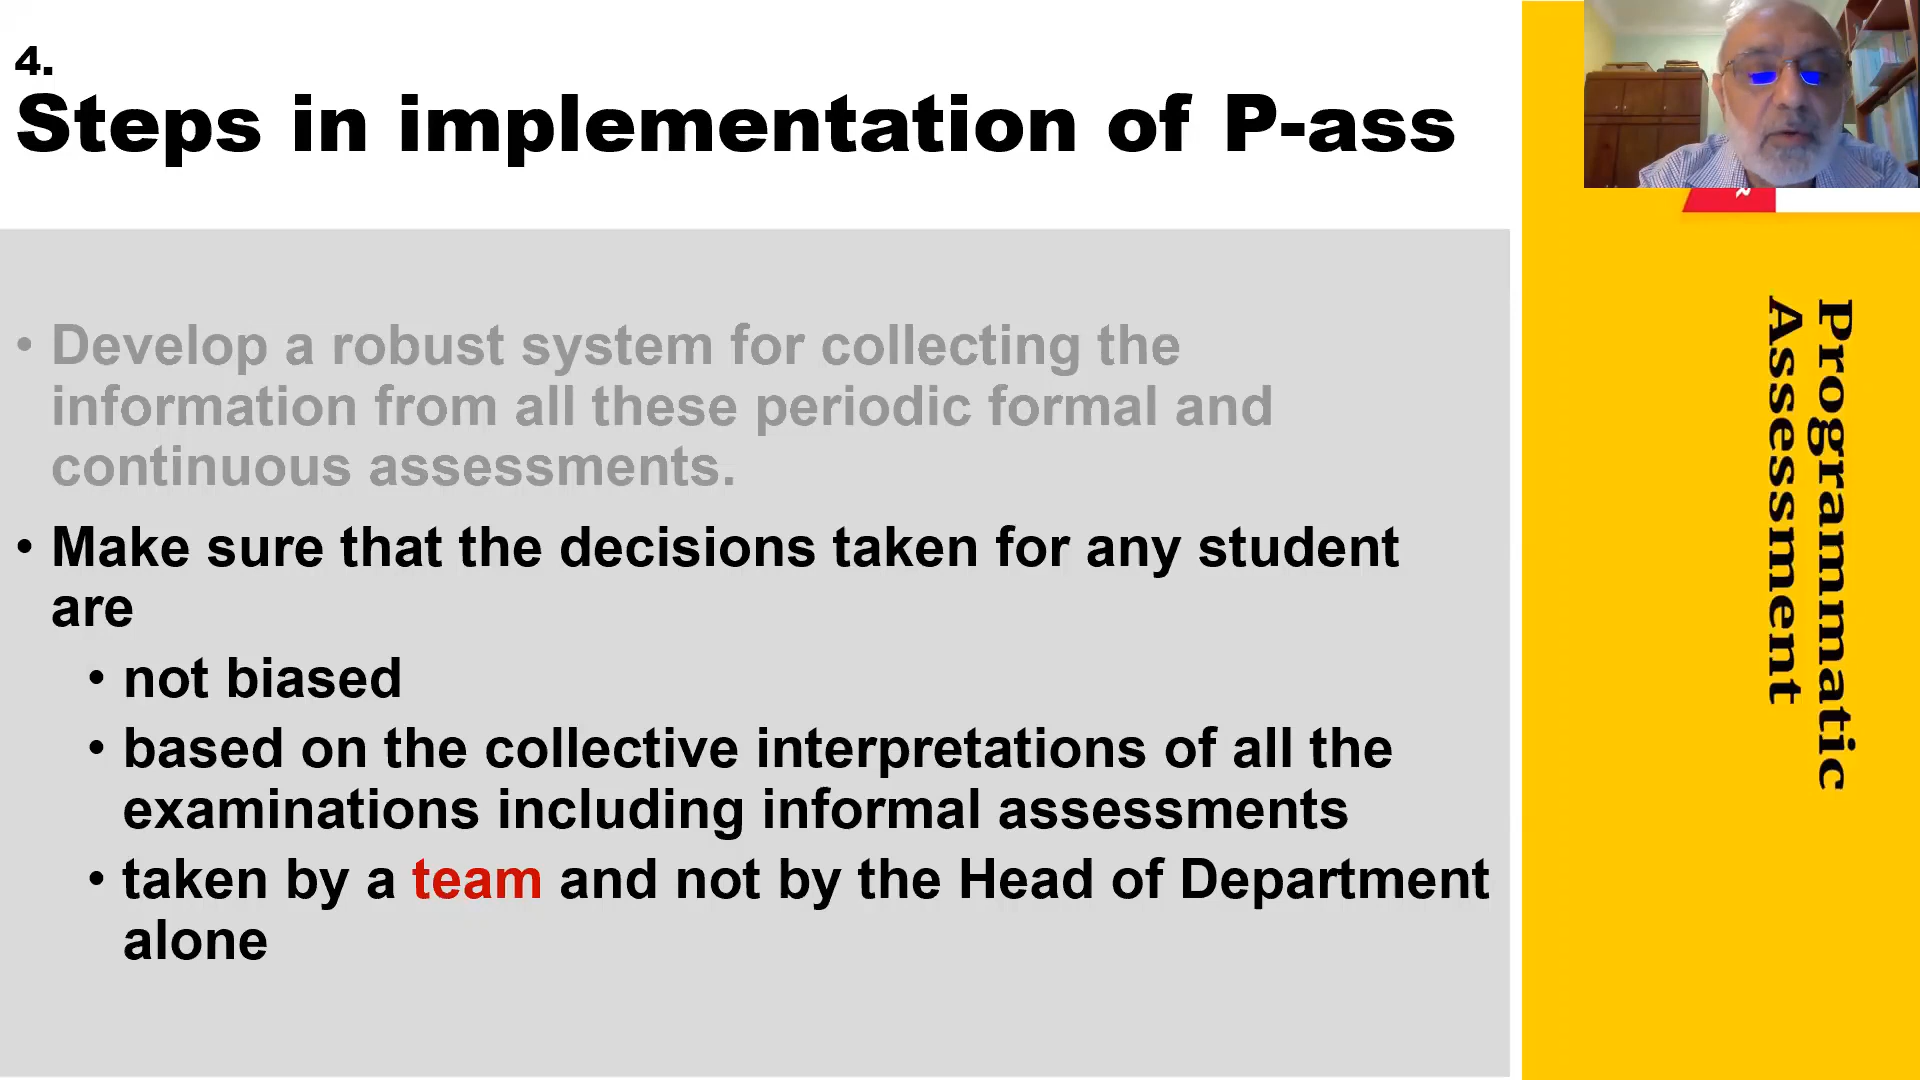 4.
Steps in implementation of P-ass
• Develop a robust system for collecting the
information from all these periodic formal and
continuous assessments.
• Make sure that the decisions taken for any student
are
• not biased
• based on the collective interpretations of all the
examinations including informal assessments
• taken by a team and not by the Head of Department
alone
Programmatic
Assessment